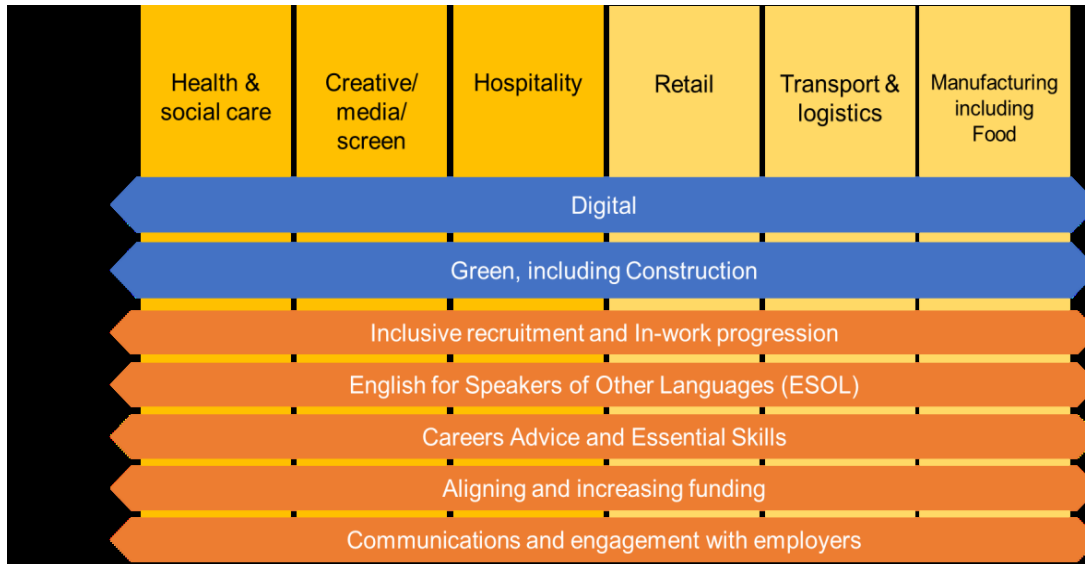 Health &
social care
Creative/
media/
screen
Hospitality
Retail
Transport &
logistics
Manufacturing
including
Food
Digital
Green, including Construction
Inclusive recruitment and In-work progression
English for Speakers of Other Languages (ESOL)
Careers Advice and Essential Skills
Aligning and increasing funding
Communications and engagement with employers